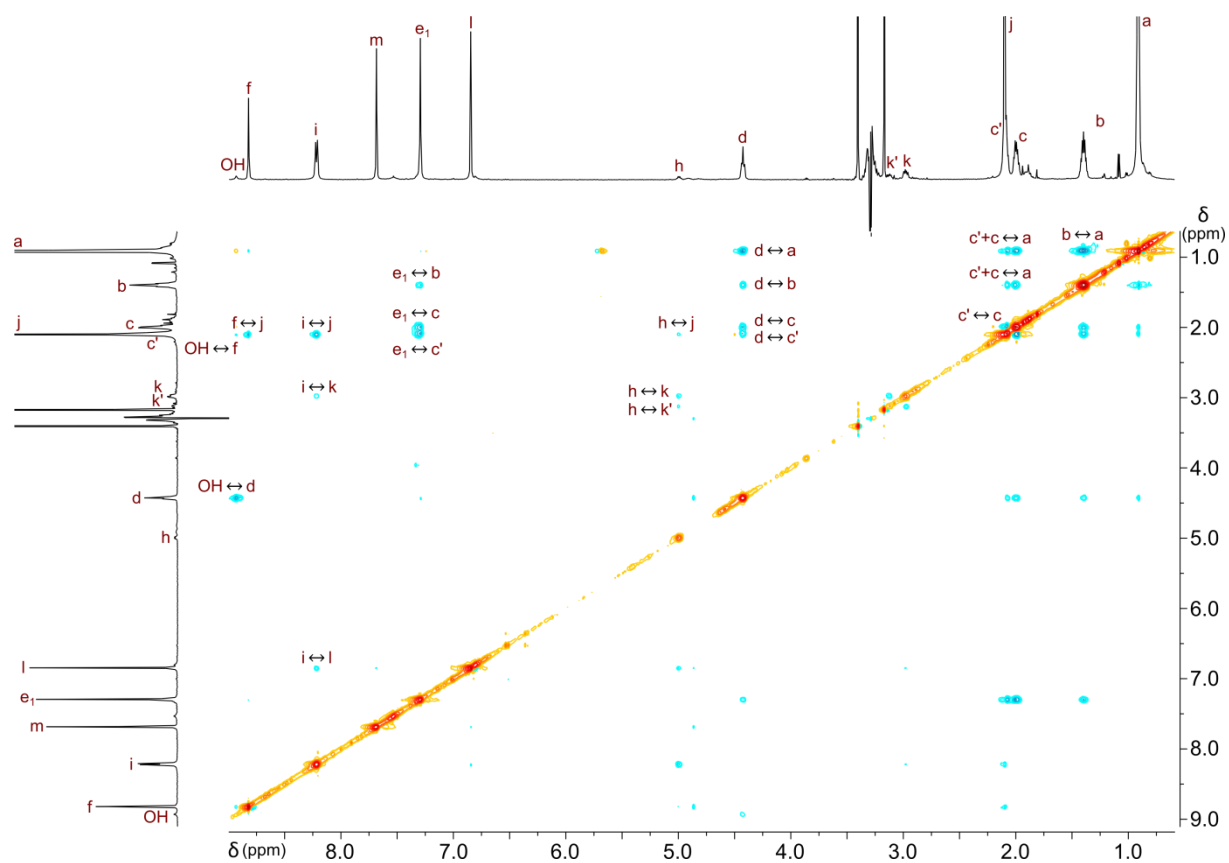 j
a
l
e₁
m
f
i
c'
c
b
OH
h
d
k'
k
δ
(ppm)
a
c'+c ↔ a
b ↔ a
d ↔ a
1.0
b
e₁ ↔ b
d ↔ b
c'+c ↔ a
j
c
f ↔ j
i ↔ j
e₁ ↔ c
h ↔ j
d ↔ c
c' ↔ c
2.0
c'
OH ↔ f
e₁ ↔ c'
d ↔ c'
k
k'
i ↔ k
h ↔ k
h ↔ k'
3.0
4.0
OH ↔ d
d
h
5.0
6.0
l
i ↔ l
e₁
7.0
m
i
8.0
f
OH
9.0
δ (ppm)
8.0
7.0
6.0
5.0
4.0
3.0
2.0
1.0